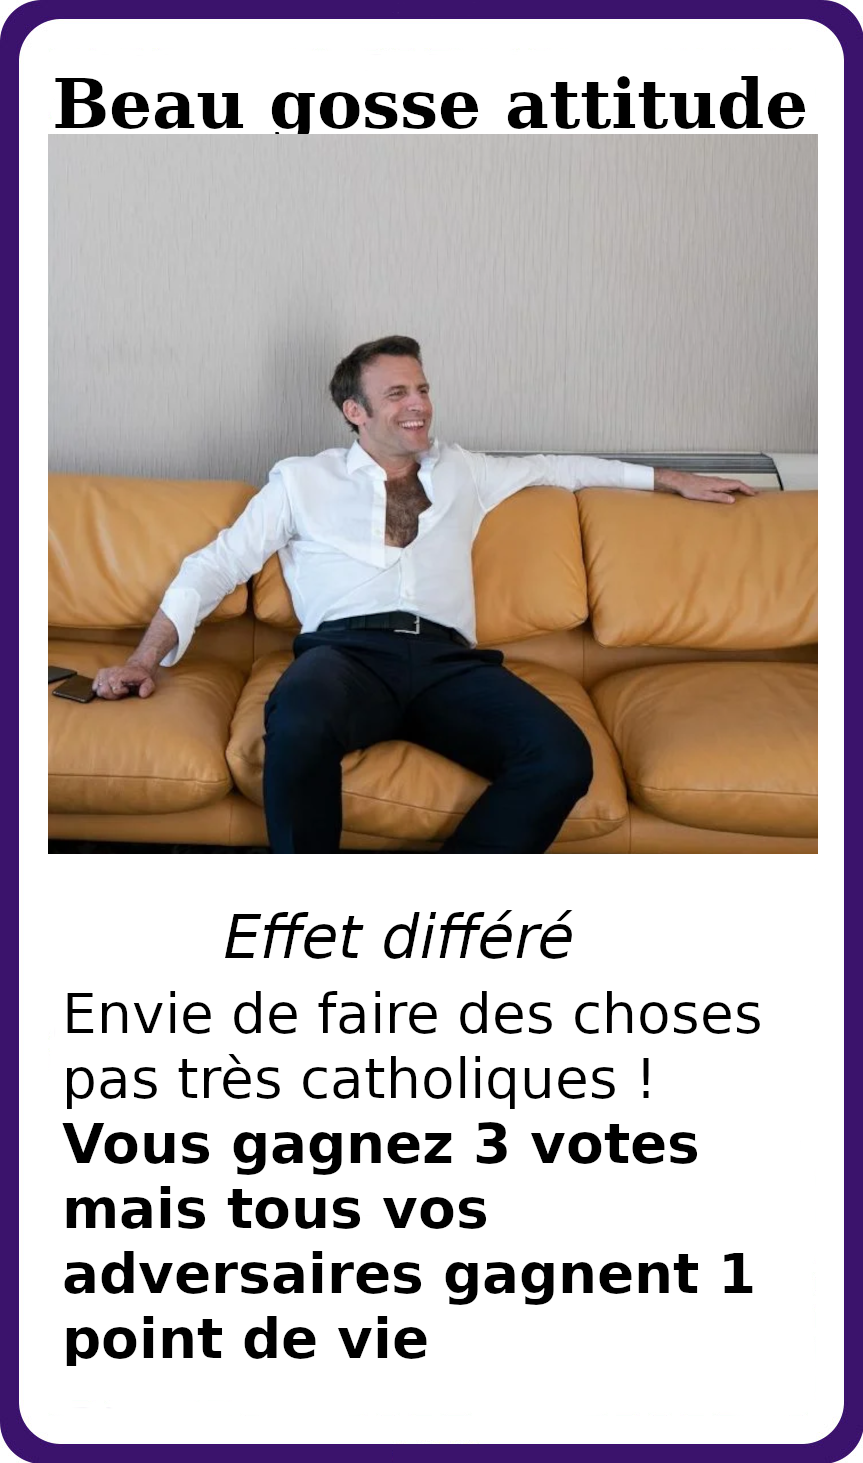 Beau gosse attitude
Effet différé
Envie de faire des choses
pas très catholiques !
Vous gagnez 3 votes
mais tous vos
adversaires gagnent 1
point de vie